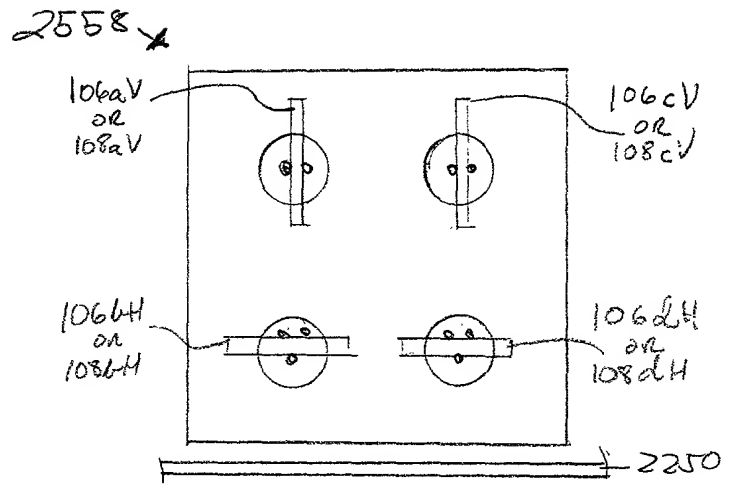 2558
106aV
OR
108aV
106cV
OR
108cV
106bH
OR
108bH
106dH
OR
108dH
2250